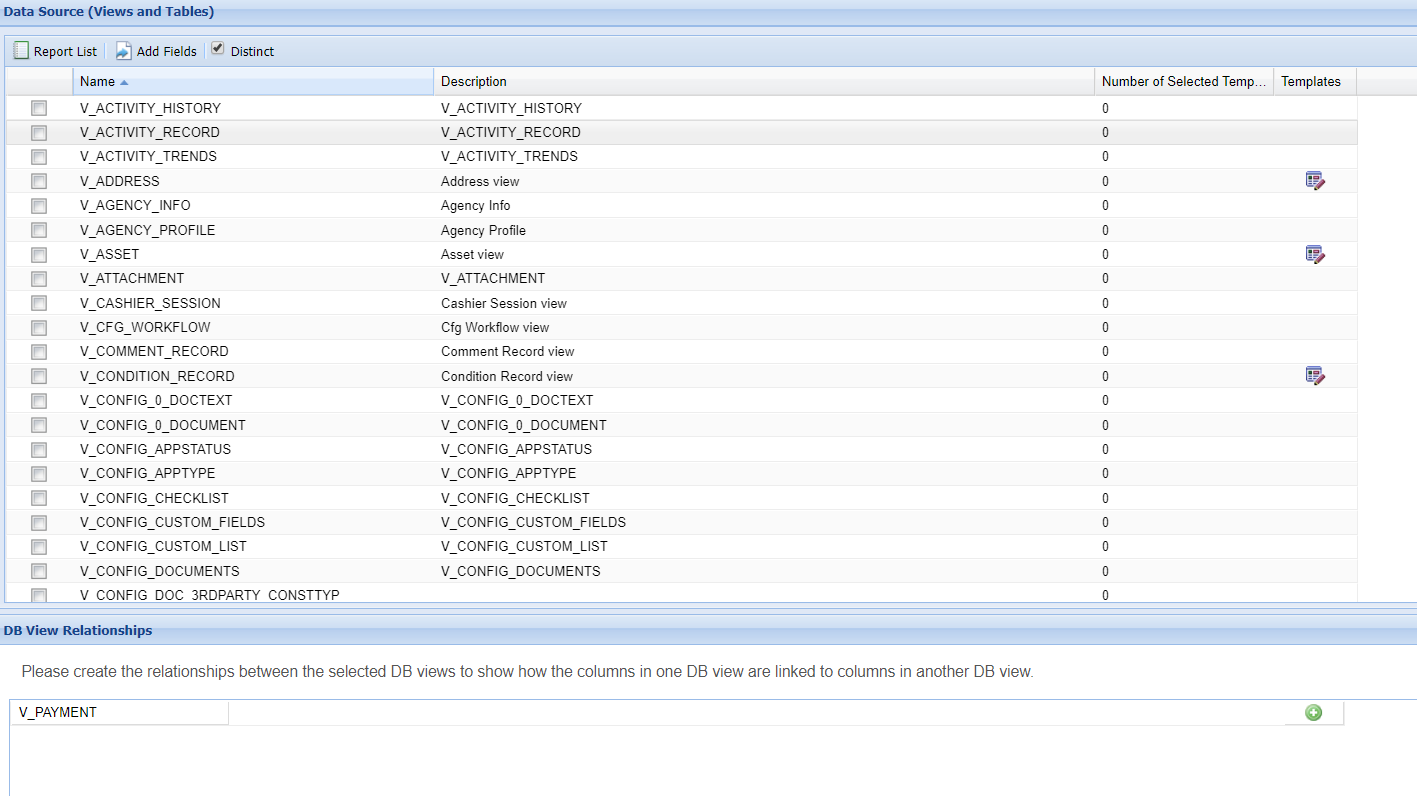 Data Source (Views and Tables)
Report List Add Fields Distinct
Name Description Number of Selected Temp... Templates
V_ACTIVITY_HISTORY V_ACTIVITY_HISTORY 0
V_ACTIVITY_RECORD V_ACTIVITY_RECORD 0
V_ACTIVITY_TRENDS V_ACTIVITY_TRENDS 0
V_ADDRESS Address view 0
V_AGENCY_INFO Agency Info 0
V_AGENCY_PROFILE Agency Profile 0
V_ASSET Asset view 0
V_ATTACHMENT V_ATTACHMENT 0
V_CASHIER_SESSION Cashier Session view 0
V_CFG_WORKFLOW Cfg Workflow view 0
V_COMMENT_RECORD Comment Record view 0
V_CONDITION_RECORD Condition Record view 0
V_CONFIG_0_DOCTEXT V_CONFIG_0_DOCTEXT 0
V_CONFIG_0_DOCUMENT V_CONFIG_0_DOCUMENT 0
V_CONFIG_APPSTATUS V_CONFIG_APPSTATUS 0
V_CONFIG_APPTYPE V_CONFIG_APPTYPE 0
V_CONFIG_CHECKLIST V_CONFIG_CHECKLIST 0
V_CONFIG_CUSTOM_FIELDS V_CONFIG_CUSTOM_FIELDS 0
V_CONFIG_CUSTOM_LIST V_CONFIG_CUSTOM_LIST 0
V_CONFIG_DOCUMENTS V_CONFIG_DOCUMENTS 0
V_CONFIG_DOC_3RDPARTY_CONSTTYP 0
DB View Relationships
Please create the relationships between the selected DB views to show how the columns in one DB view are linked to columns in another DB view.
V_PAYMENT